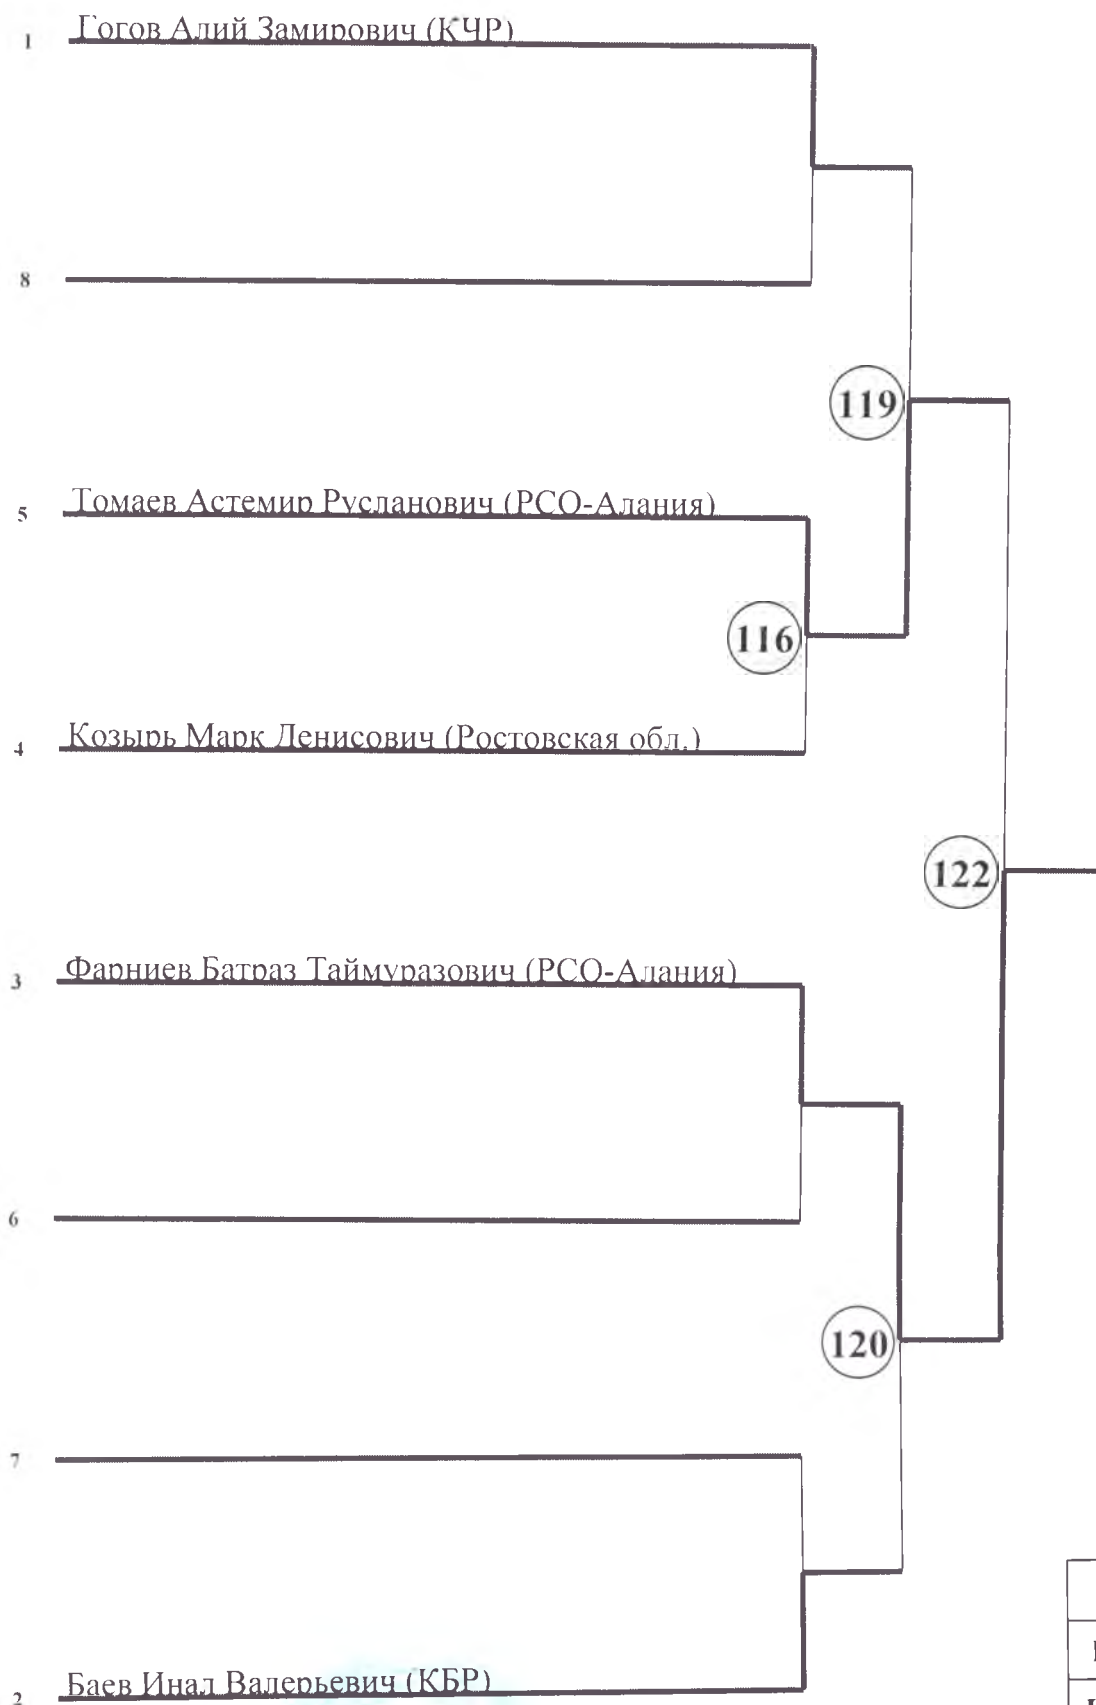 1 Гогов Алий Замирович (КЧР)
8
119
5 Томаев Астемир Русланович (РСО-Алания)
116
4 Козырь Марк Денисович (Ростовская обл.)
122
3 Фарниев Батраз Таймуразович (РСО-Алания)
6
120
7
2 Баев Инал Валерьевич (КБР)